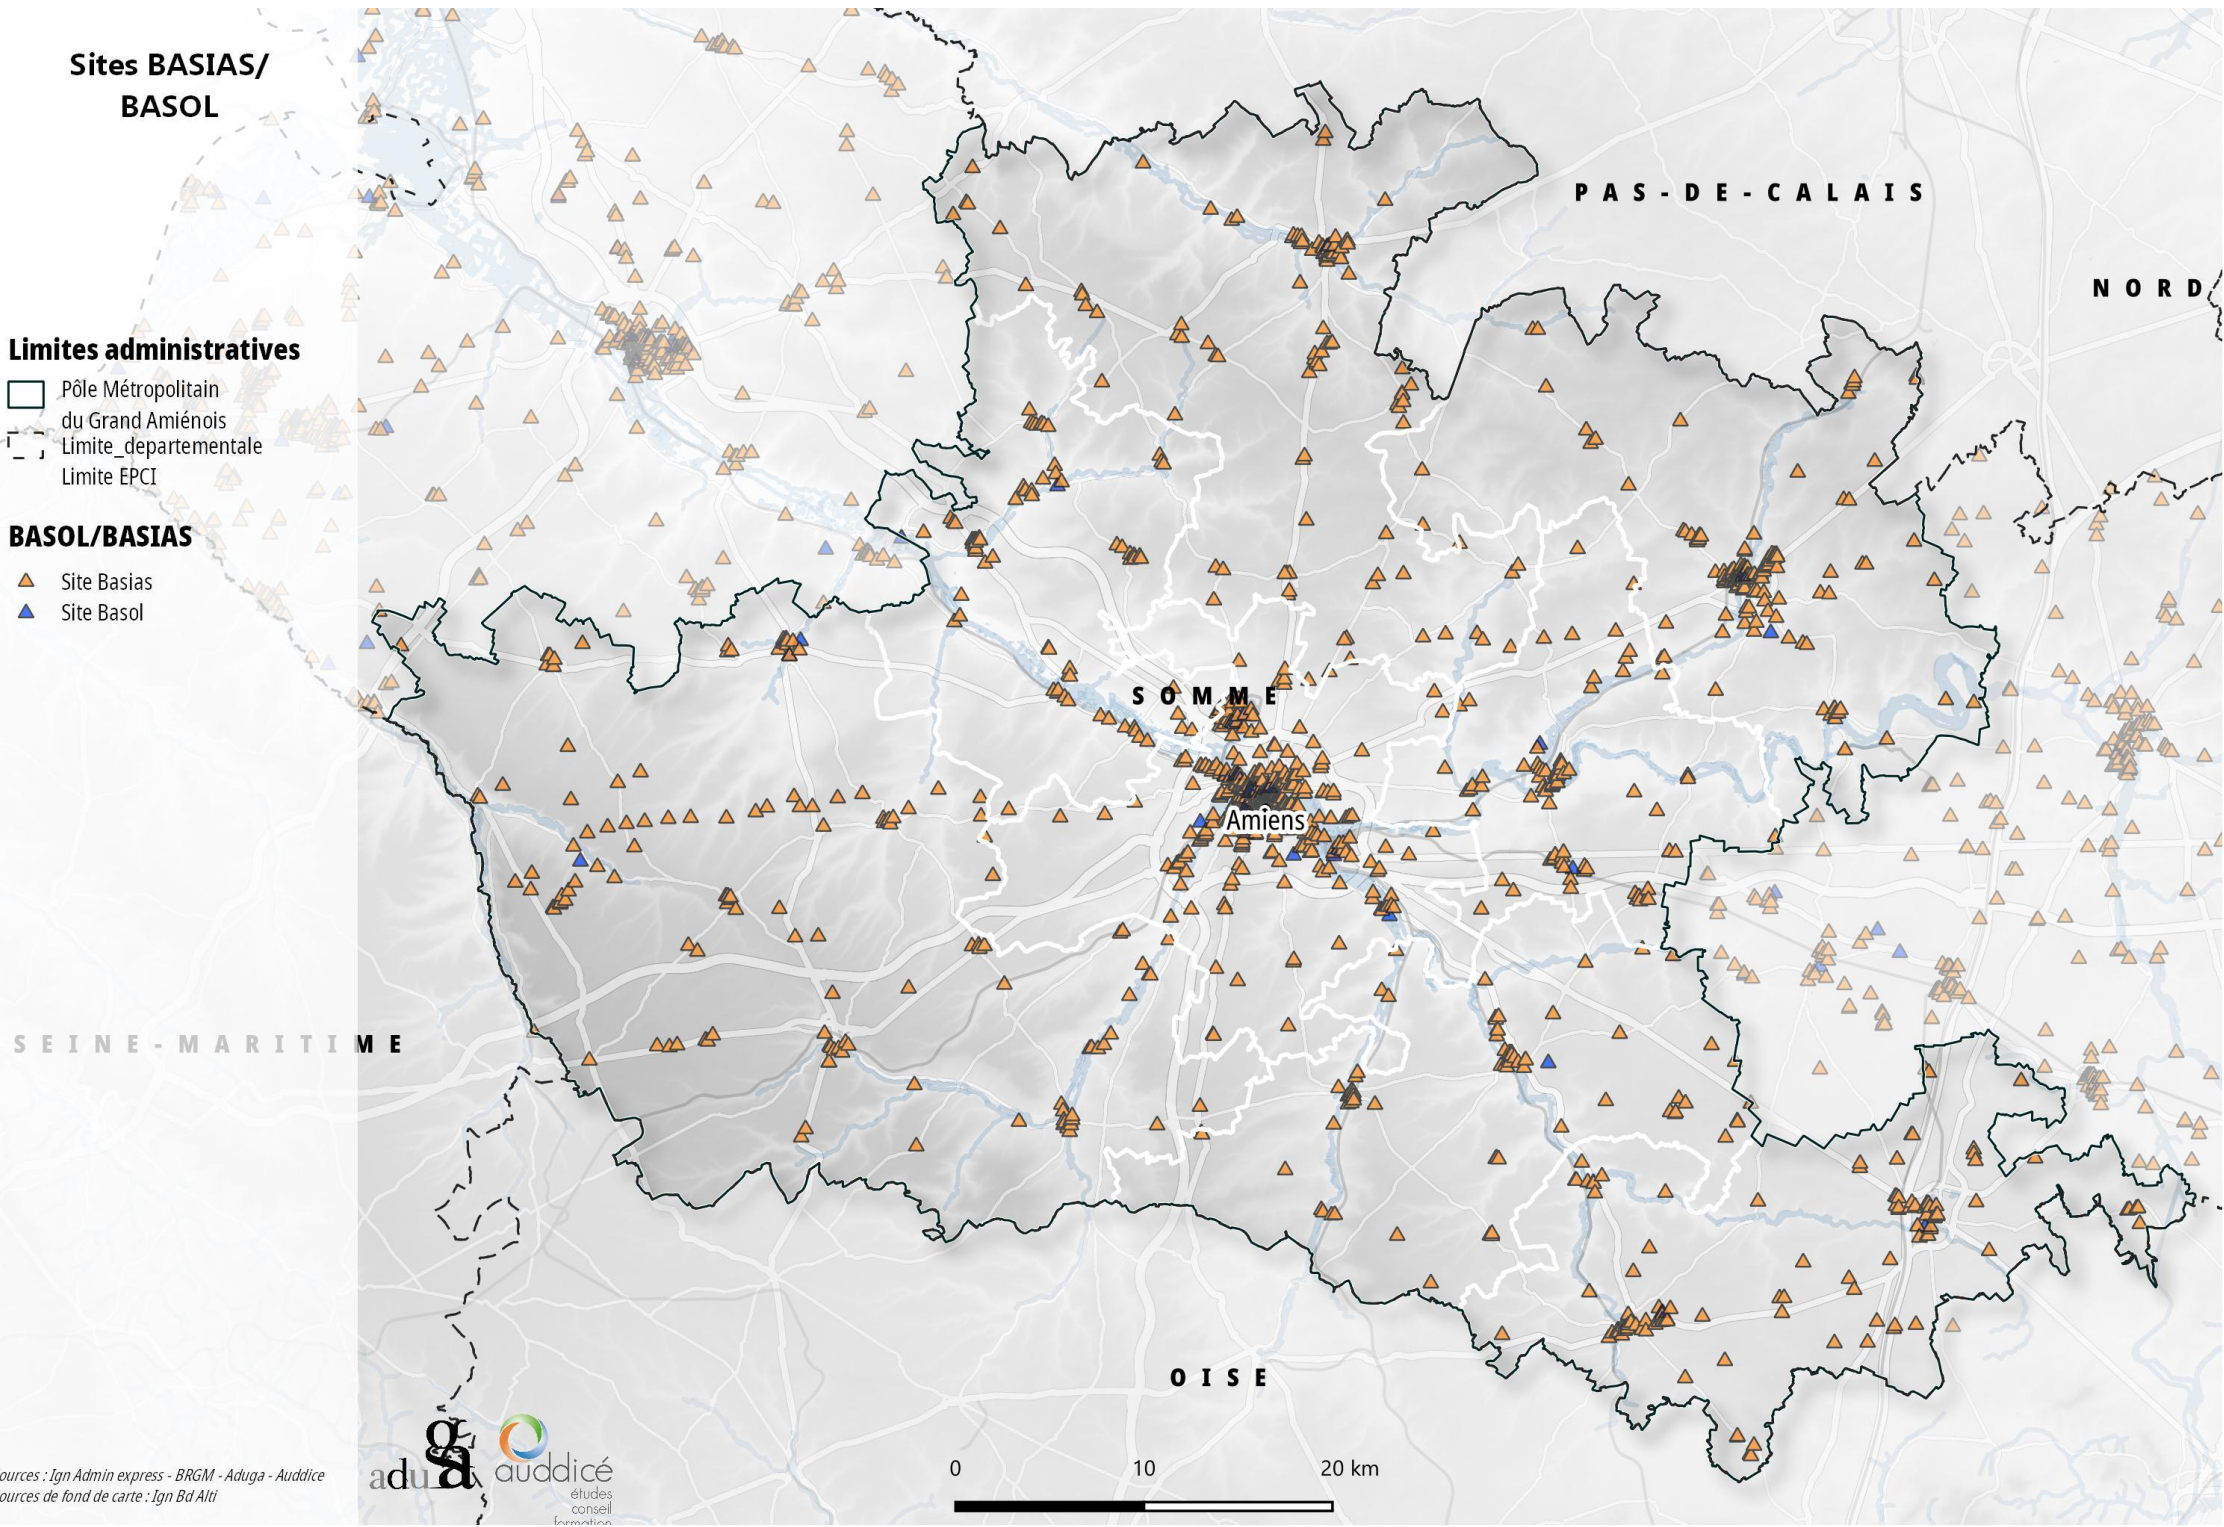 Sites BASIAS/
BASOL
PAS-DE-CALAIS
NORD
Limites administratives
Pôle Métropolitain
du Grand Amiénois
Limite_departementale
Limite EPCI
BASOL/BASIAS
Site Basias
Site Basol
SOMME
Amiens
SEINE-MARITIME
OISE
aduga
auddicé
études
conseil
formation
0 10 20 km
ources : Ign Admin express - BRGM - Aduga - Auddice
ources de fond de carte : Ign Bd Alti